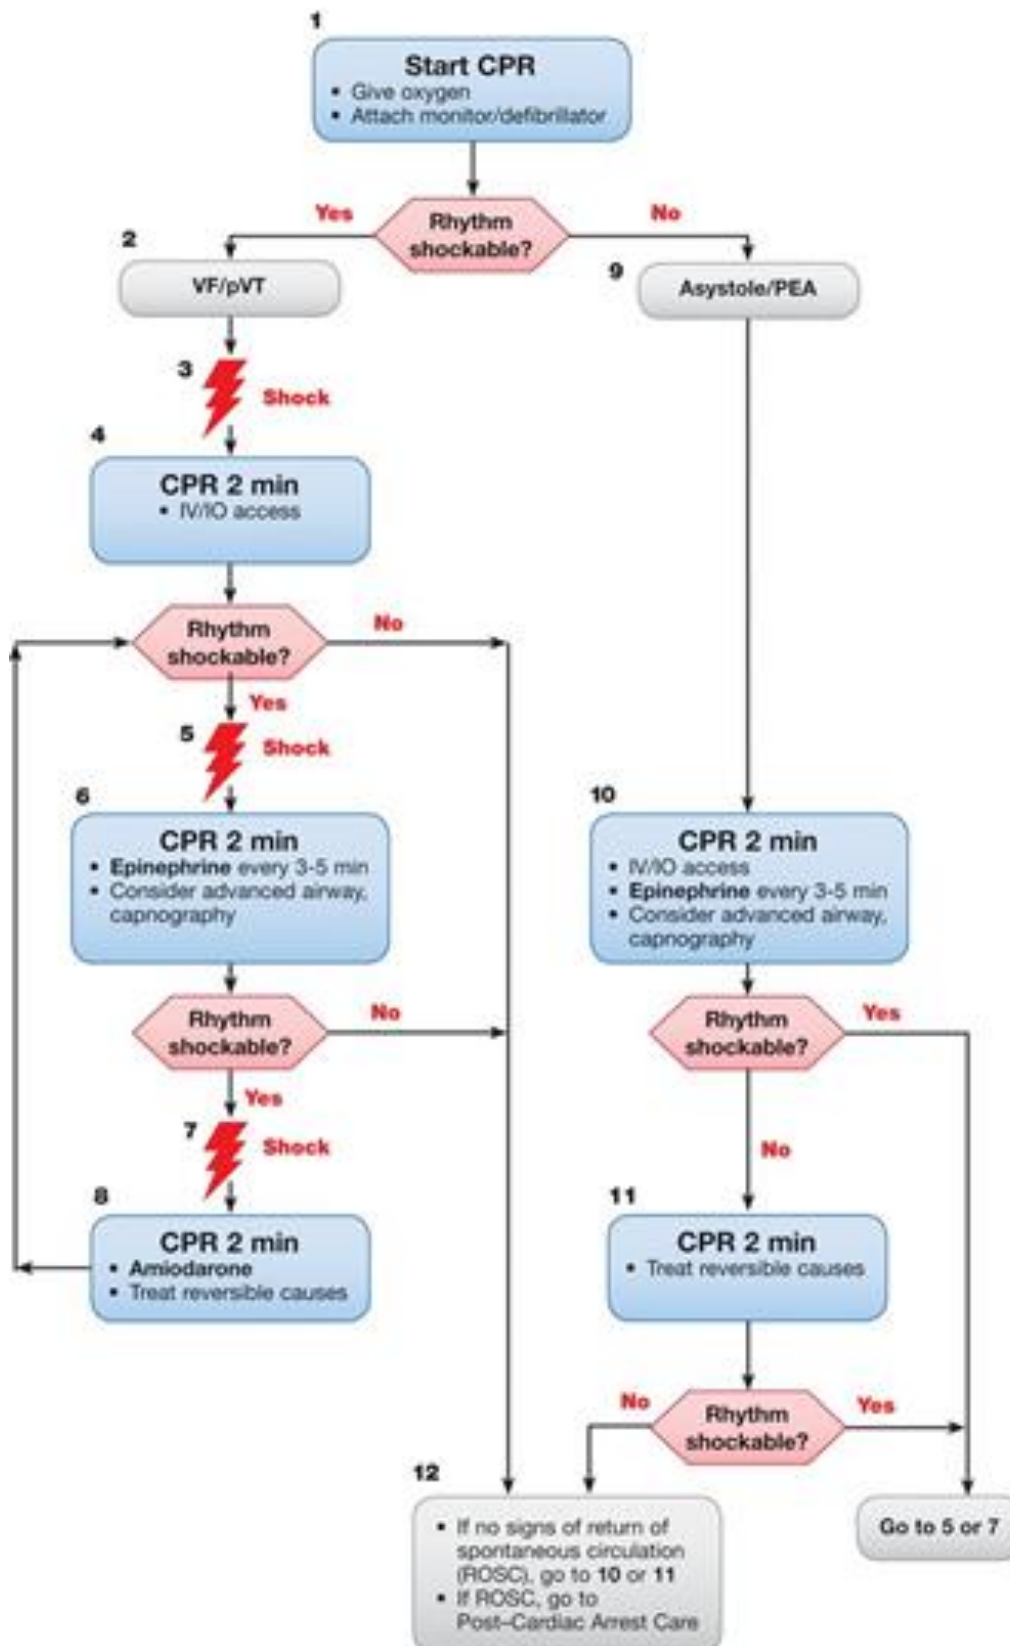 1
Start CPR
• Give oxygen
• Attach monitor/defibrillator
Yes
Rhythm
shockable?
No
2
VF/pVT
9
Asystole/PEA
3
Shock
4
CPR 2 min
• IV/IO access
Rhythm
shockable?
No
Yes
5
Shock
6
CPR 2 min
• Epinephrine every 3-5 min
• Consider advanced airway,
capnography
10
CPR 2 min
• IV/IO access
• Epinephrine every 3-5 min
• Consider advanced airway,
capnography
Rhythm
shockable?
No
Yes
Rhythm
shockable?
Yes
No
7
Shock
8
CPR 2 min
• Amiodarone
• Treat reversible causes
11
CPR 2 min
• Treat reversible causes
No
Rhythm
shockable?
Yes
12
• If no signs of return of
spontaneous circulation
(ROSC), go to 10 or 11
• If ROSC, go to
Post–Cardiac Arrest Care
Go to 5 or 7